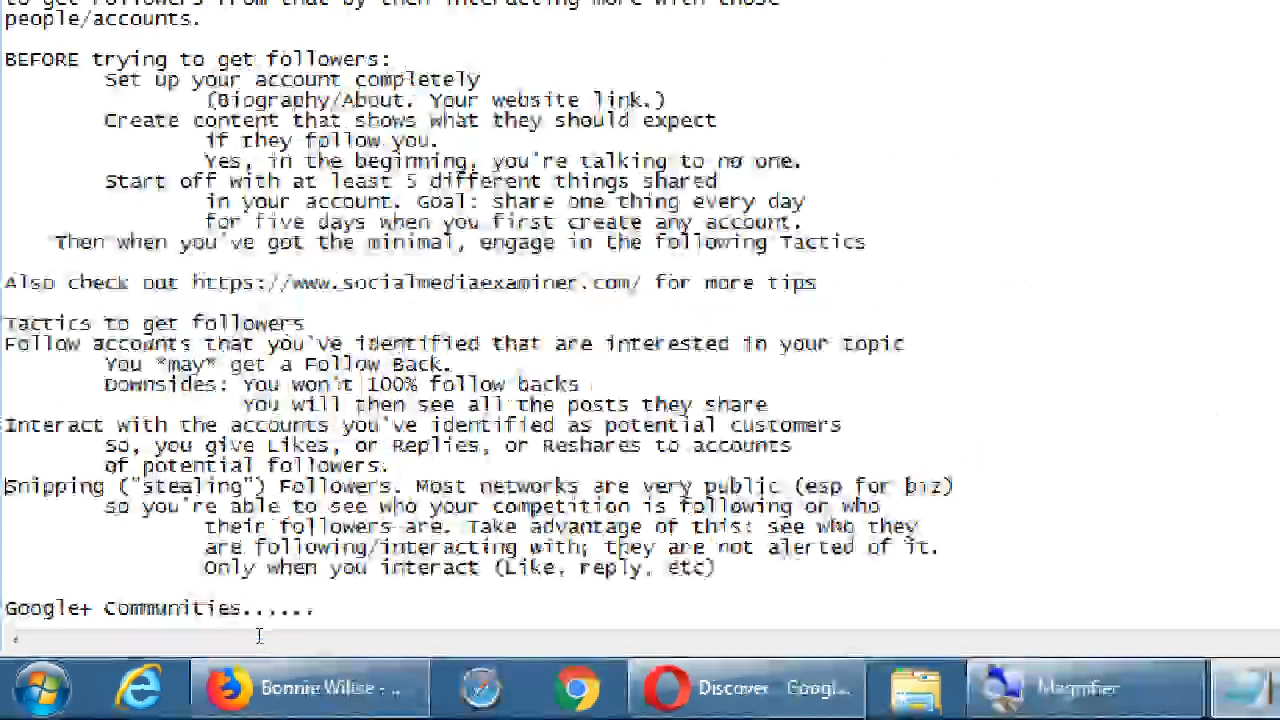 to get followers from that by then interacting more with those
people/accounts.
BEFORE trying to get followers:
Set up your account completely
(Biography/About. Your website link.)
Create content that shows what they should expect
if they follow you.
Yes, in the beginning, you're talking to no one.
Start off with at least 5 different things shared
in your account. Goal: share one thing every day
for five days when you first create any account.
Then when you've got the minimal, engage in the following Tactics
Also check out https://www.socialmediaexaminer.com/ for more tips
Tactics to get followers
Follow accounts that you've identified that are interested in your topic
You *may* get a Follow Back.
Downsides: You won't 100% follow backs
You will then see all the posts they share
Interact with the accounts you've identified as potential customers
So, you give Likes, or Replies, or Reshares to accounts
of potential followers.
Snipping ("stealing") Followers. Most networks are very public (esp for biz)
so you're able to see who your competition is following or who
their followers are. Take advantage of this: see who they
are following/interacting with; they are not alerted of it.
Only when you interact (Like, reply, etc)
Google+ Communities......
Bonnie Willse - ...
Discover - Googl...
Magnifier